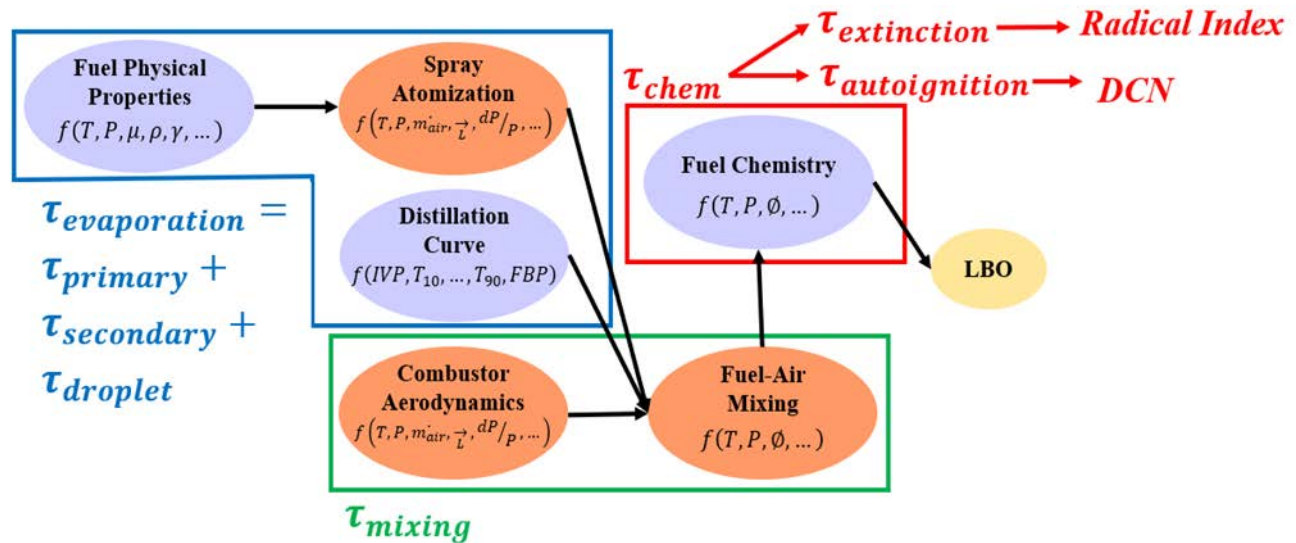 Fuel Physical
Properties
f(T, P, μ, ρ, γ, … )
Spray
Atomization
f(T, P, ṁair, L⃗, dP/P, … )
Distillation
Curve
f(IVP, T10, …, T90, FBP)
τevaporation =
τprimary +
τsecondary +
τdroplet
Combustor
Aerodynamics
f(T, P, ṁair, L⃗, dP/P, … )
Fuel-Air
Mixing
f(T, P, Ø, … )
τmixing
τchem
τextinction
Radical Index
τautoignition
DCN
Fuel Chemistry
f(T, P, Ø, … )
LBO